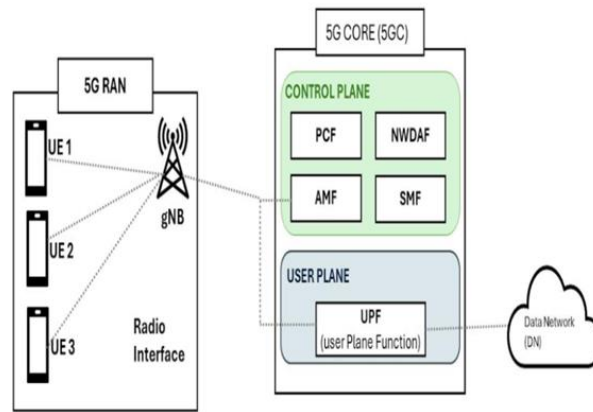 5G RAN
UE 1
UE 2
UE 3
gNB
Radio
Interface
5G CORE (5GC)
CONTROL PLANE
PCF
NWDAF
AMF
SMF
USER PLANE
UPF
(user Plane Function)
Data Network
(DN)